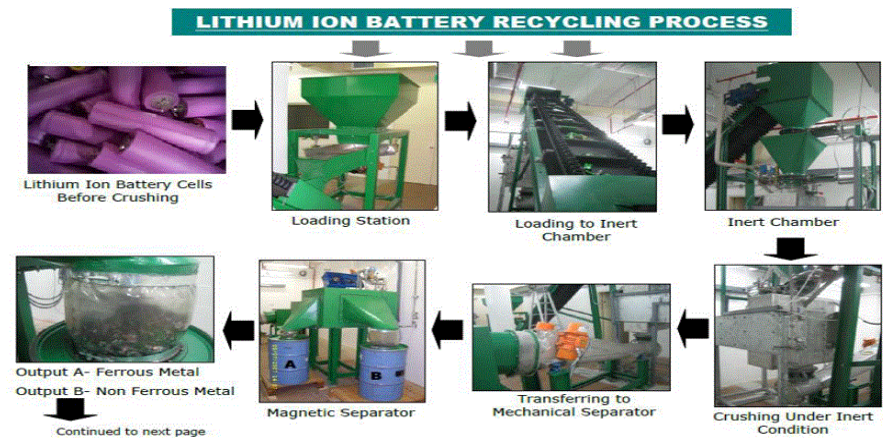 LITHIUM ION BATTERY RECYCLING PROCESS
Lithium Ion Battery Cells
Before Crushing
Loading Station
Loading to Inert
Chamber
Inert Chamber
Crushing Under Inert
Condition
Transferring to
Mechanical Separator
A
B
Magnetic Separator
Output A- Ferrous Metal
Output B- Non Ferrous Metal
Continued to next page